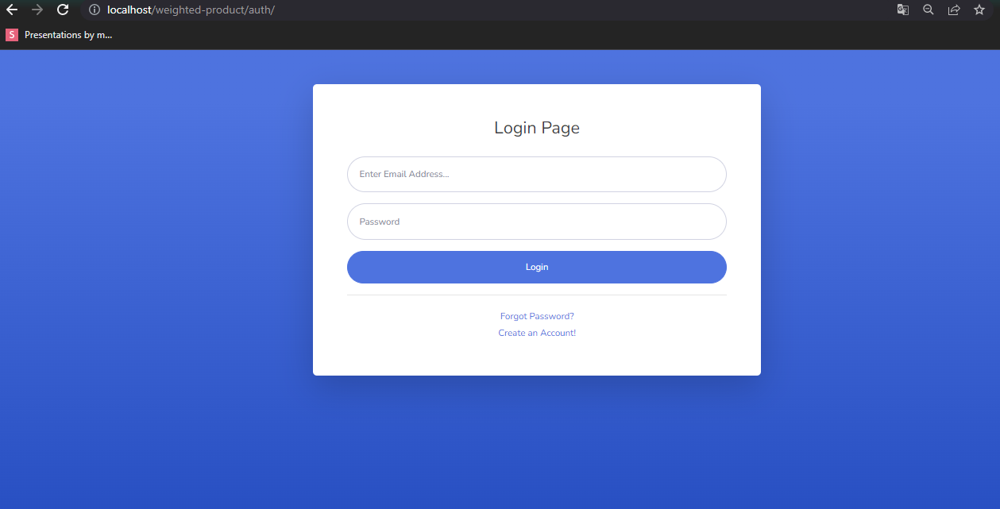 localhost/weighted-product/auth/
S Presentations by m...
Login Page
Enter Email Address...
Password
Login
Forgot Password?
Create an Account!